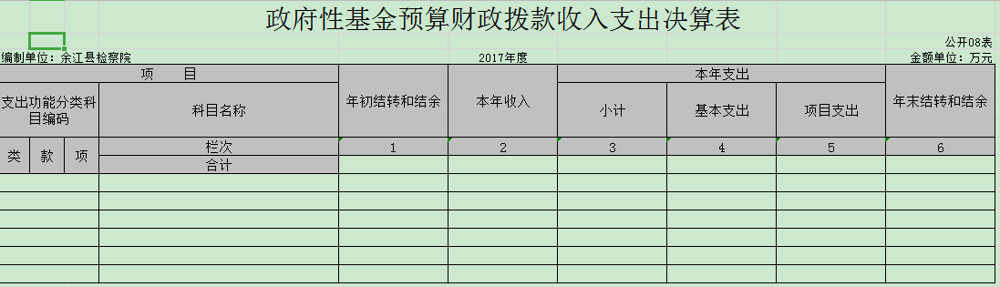 政府性基金预算财政拨款收入支出决算表
公开08表
编制单位：余江县检察院 2017年度 金额单位：万元
项 目 年初结转和结余 本年收入 本年支出 年末结转和结余
支出功能分类科目编码 科目名称 小计 基本支出 项目支出
类 款 项 栏次 1 2 3 4 5 6
合计